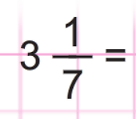 3 1/7 =